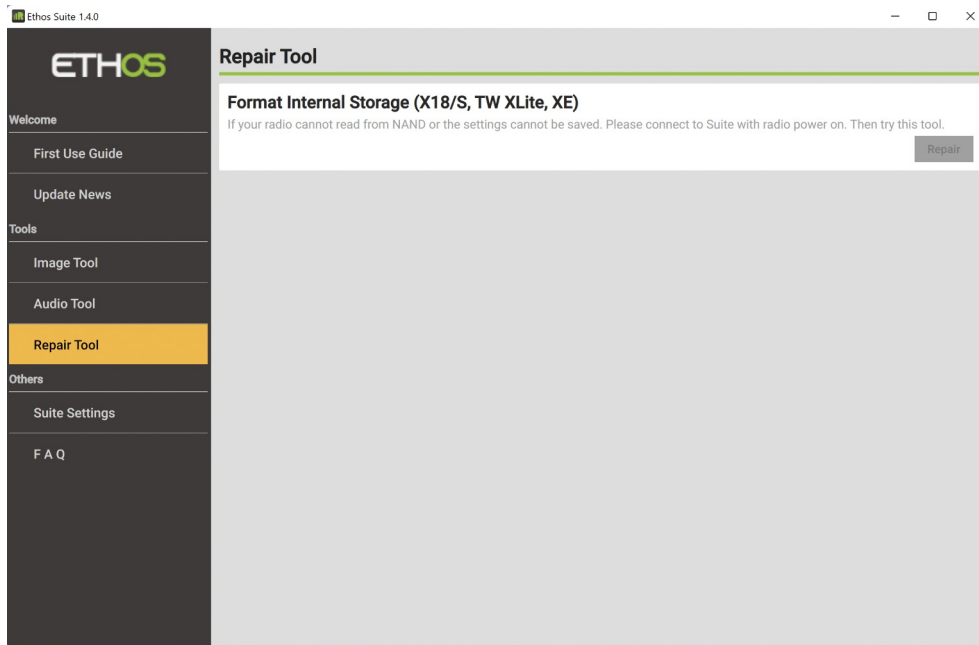 Ethos Suite 1.4.0
ETHOS
Welcome
First Use Guide
Update News
Tools
Image Tool
Audio Tool
Repair Tool
Others
Suite Settings
F A Q
Repair Tool
Format Internal Storage (X18/S, TW XLite, XE)
If your radio cannot read from NAND or the settings cannot be saved. Please connect to Suite with radio power on. Then try this tool.
Repair